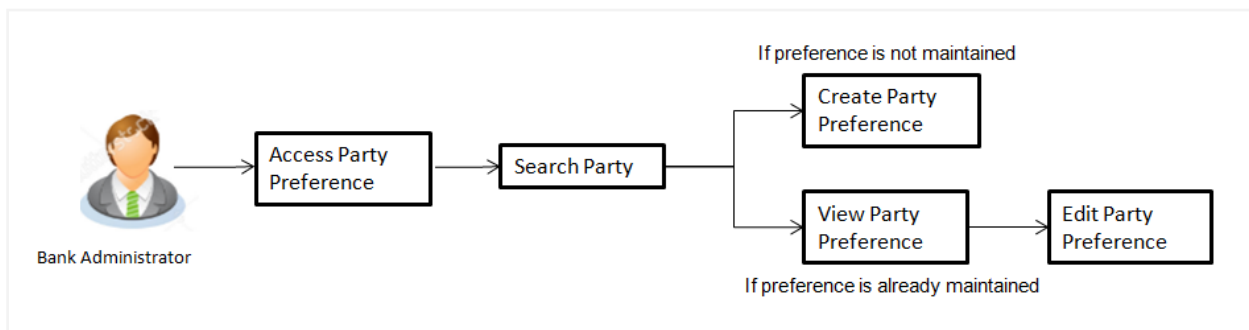 If preference is not maintained
Create Party
Preference
Access Party
Preference
Search Party
View Party
Preference
Edit Party
Preference
Bank Administrator
If preference is already maintained